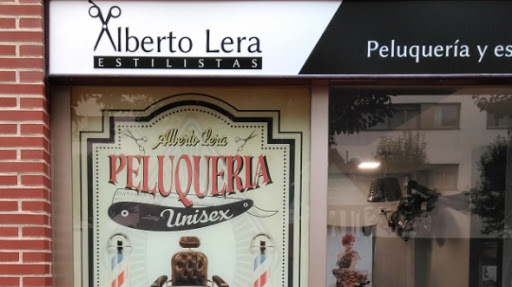 Alberto Lera
ESTILISTAS
Peluquería y es
Alberto Lera
PELUQUERIA
Unisex